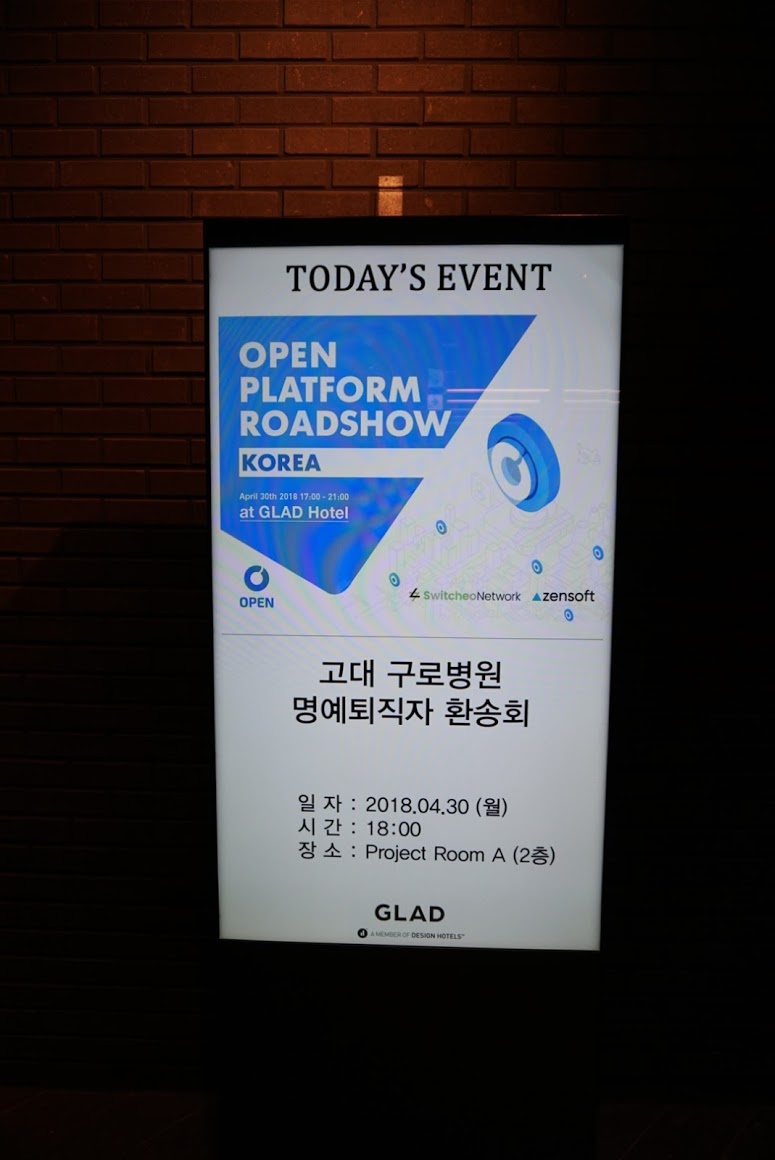 TODAY'S EVENT
OPEN
PLATFORM
ROADSHOW
KOREA
April 30th 2018 17:00 - 21:00
at GLAD Hotel
OPEN
SwitcheoNetwork
zensoft
고대 구로병원
명예퇴직자 환송회
일 자 : 2018.04.30 (월)
시 간 : 18:00
장 소 : Project Room A (2층)
GLAD
A MEMBER OF DESIGN HOTELS™